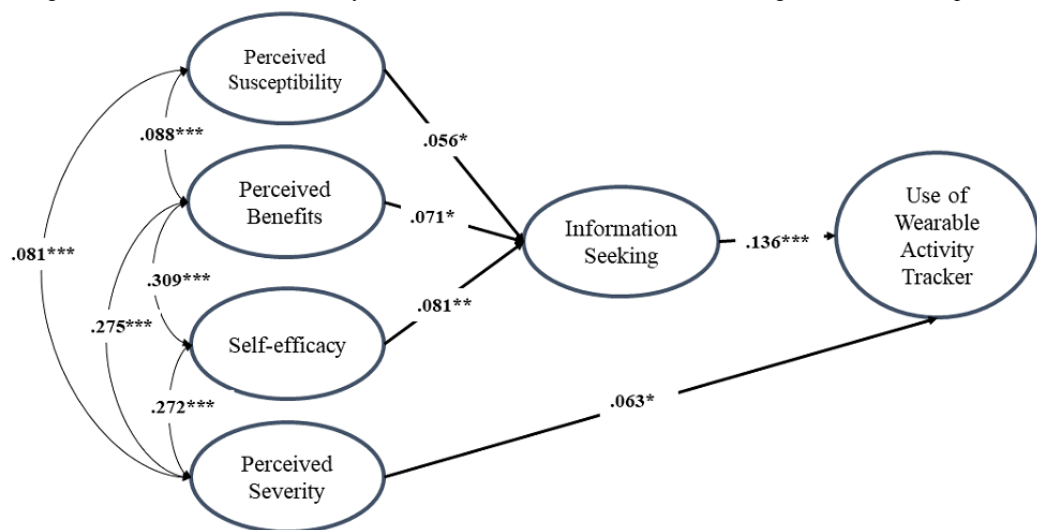 Perceived
Susceptibility
.088***
.056*
Perceived
Benefits
.071*
Information
Seeking
.136***
Use of
Wearable
Activity
Tracker
.081***
.309***
.081**
.275***
Self-efficacy
.272***
.063*
Perceived
Severity